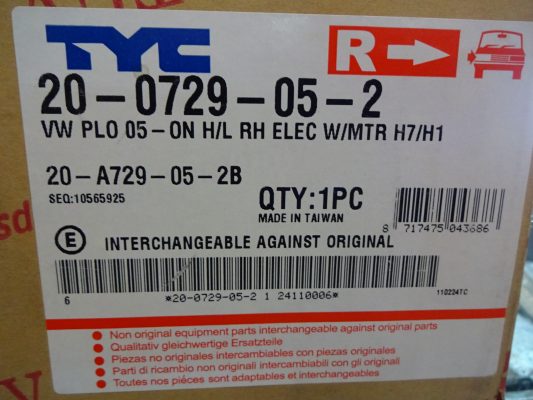 TYC
R
20-0729-05-2
VW PLO 05-ON H/L RH ELEC W/MTR H7/H1
20-A729-05-2B
SEQ:10565925
QTY:1PC
MADE IN TAIWAN
8 717475 043686
E INTERCHANGEABLE AGAINST ORIGINAL
6 *20-0729-05-2 1 24110006* 110224TC
Non original equipment parts interchangeable against original parts
Qualitativ gleichwertige Ersatzteile
Piezas no originales intercambiables con piezas originales
Parti di ricambio non originali intercambiabili con gli originali
Toutes nos piéces sont adaptables et interchangeables